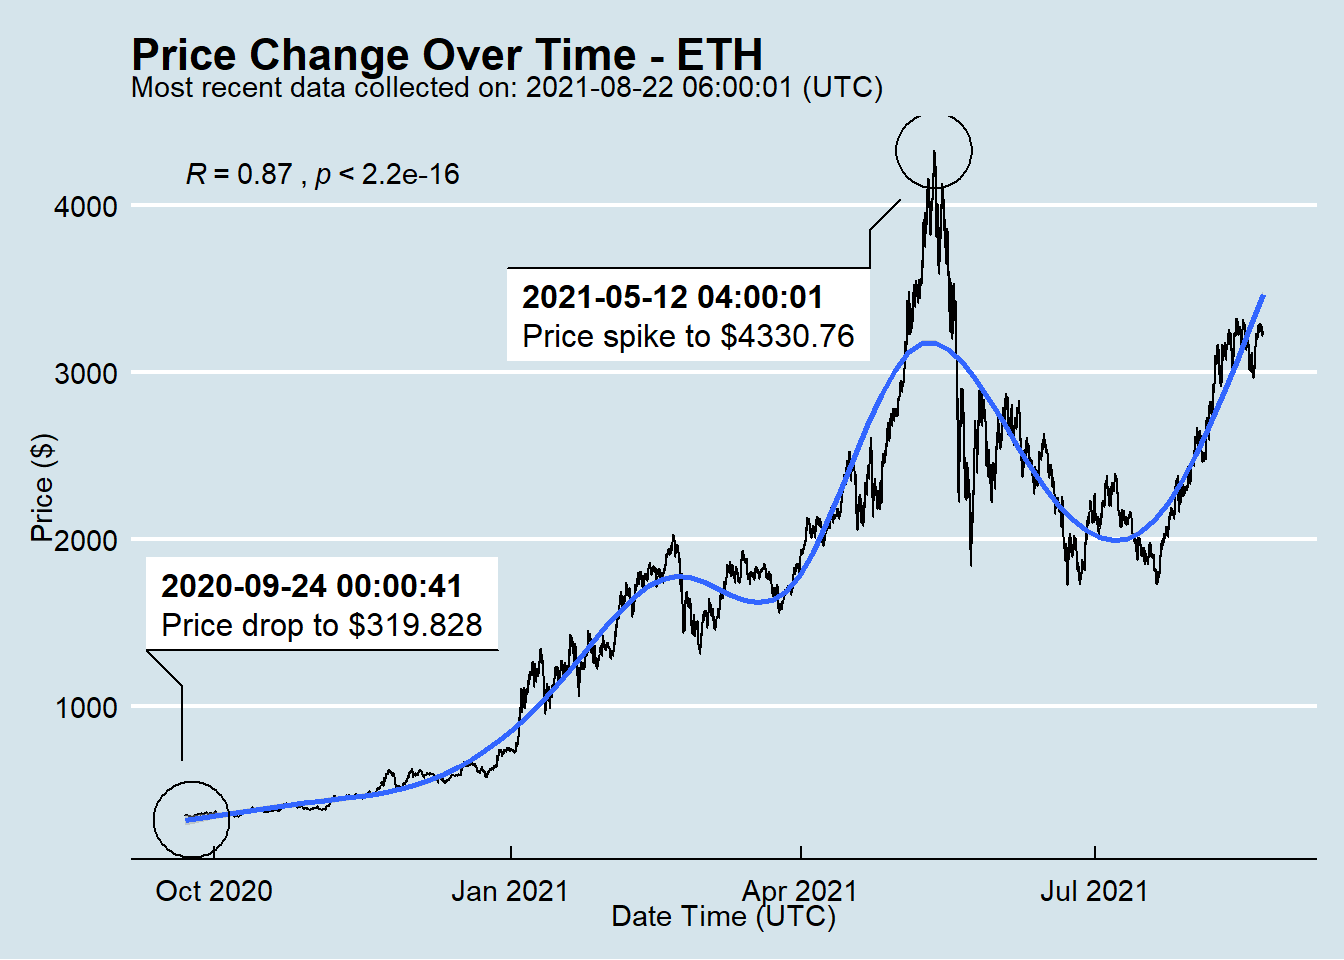 Price Change Over Time - ETH
Most recent data collected on: 2021-08-22 06:00:01 (UTC)
R = 0.87 , p < 2.2e-16
4000
2021-05-12 04:00:01
Price spike to $4330.76
3000
Price ($)
2000
2020-09-24 00:00:41
Price drop to $319.828
1000
Oct 2020 Jan 2021 Apr 2021 Jul 2021
Date Time (UTC)